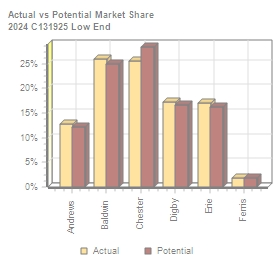 Actual vs Potential Market Share
2024 C131925 Low End
25%
20%
15%
10%
5%
0%
Andrews
Baldwin
Chester
Digby
Erie
Ferris
Actual
Potential